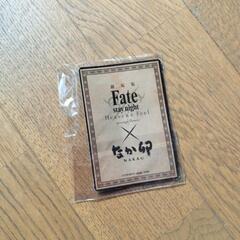 劇場版
Fate
stay night
Heaven's Feel
×
なか卯
NAKAU